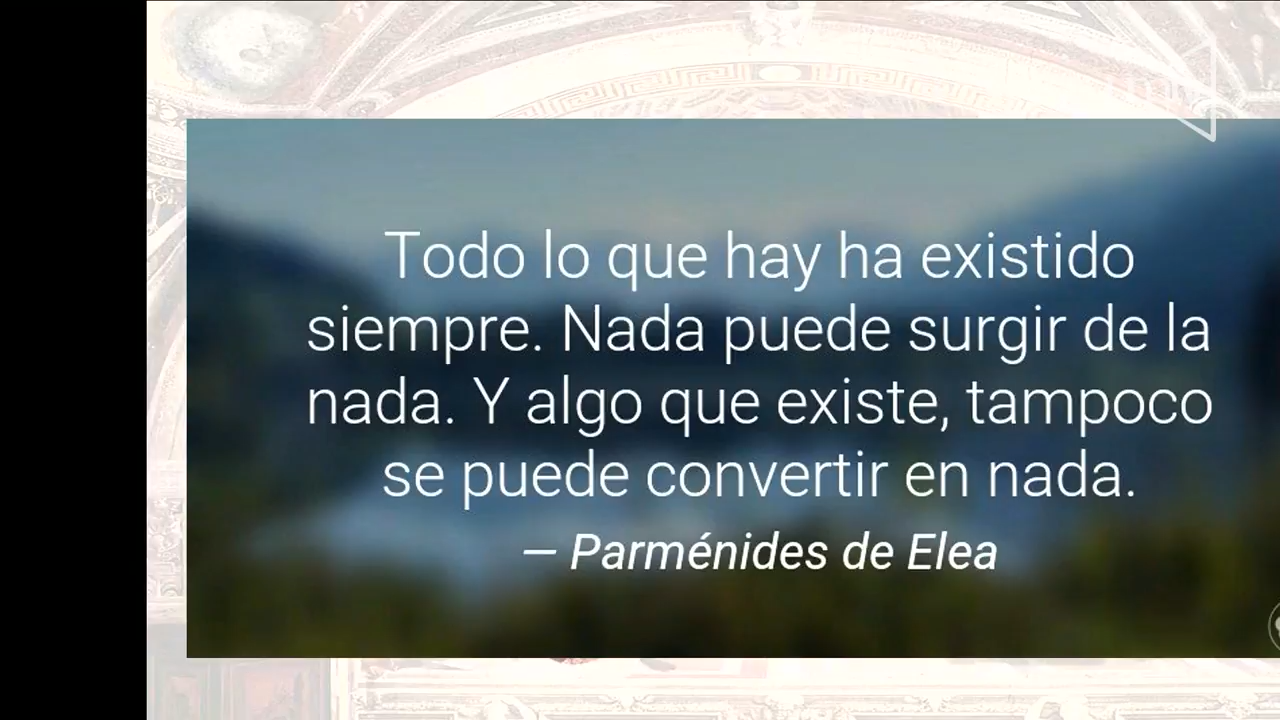 Todo lo que hay ha existido
siempre. Nada puede surgir de la
nada. Y algo que existe, tampoco
se puede convertir en nada.
— Parménides de Elea